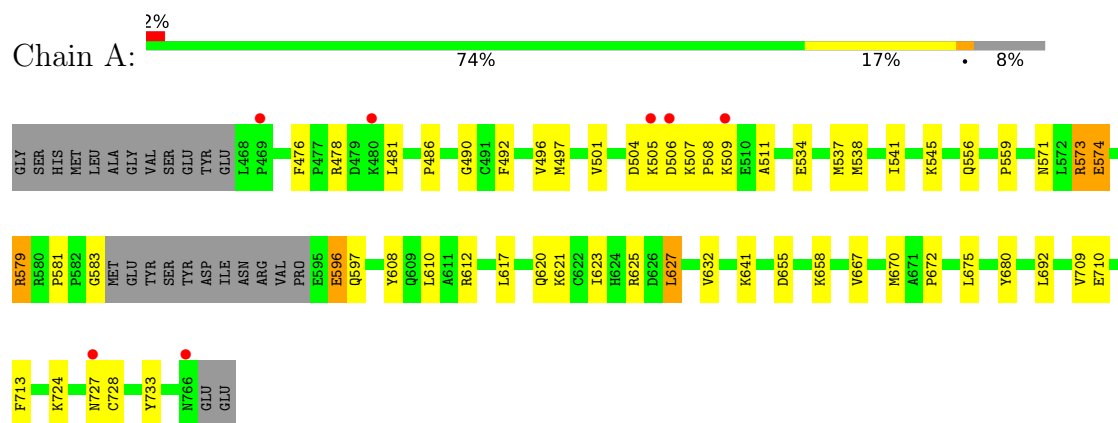 2%
Chain A:
74% 17% • 8%
GLY SER HIS MET LEU ALA GLY VAL SER GLU TYR GLU L468 P469 F476 P477 R478 D479 K480 L481 P486 G490 C491 F492 V496 M497 V501 D504 K505 D506 K507 P508 K509 E510 A511 E534 M537 M538 I541 K545 Q556 P559 N571 L572 R573 E574
R579 R580 P581 P582 G583 MET GLU TYR SER TYR ASP ILE ASN ARG VAL PRO E595 E596 Q597 Y608 Q609 L610 A611 R612 L617 Q620 K621 C622 I623 H624 R625 D626 L627 V632 K641 D655 K658 V667 M670 A671 P672 L675 Y680 L692 V709 E710
F713 K724 N727 C728 Y733 N766 GLU GLU